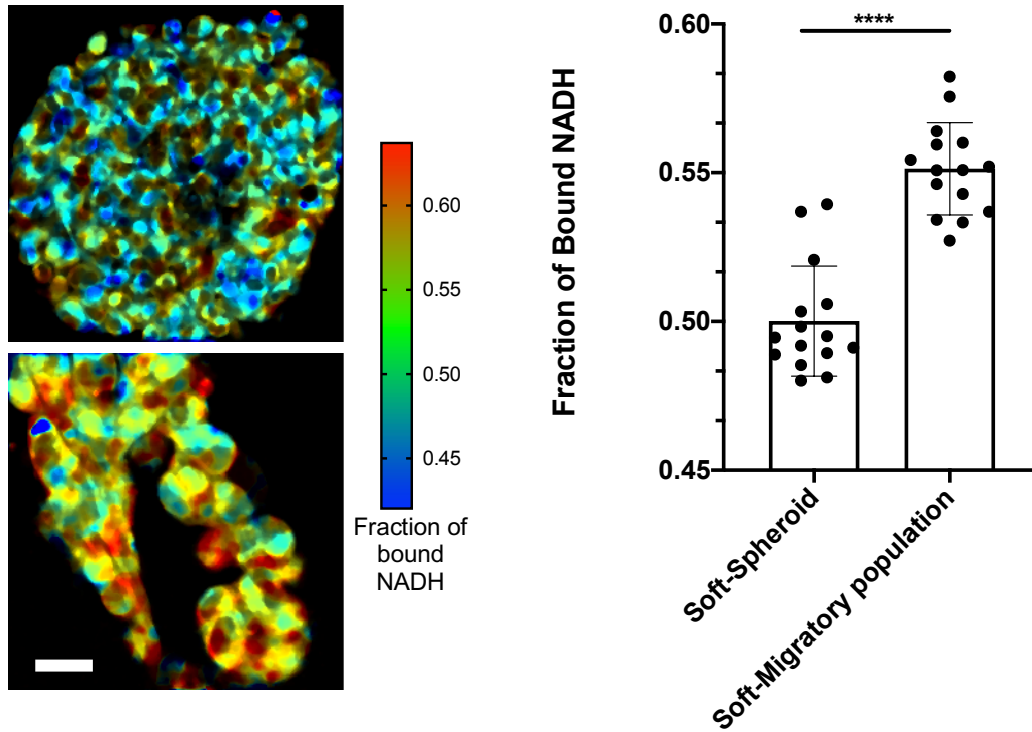 0.60
0.55
0.50
0.45
Fraction of
bound
NADH
Fraction of Bound NADH
****
0.60
0.55
0.50
0.45
Soft-Spheroid
Soft-Migratory population